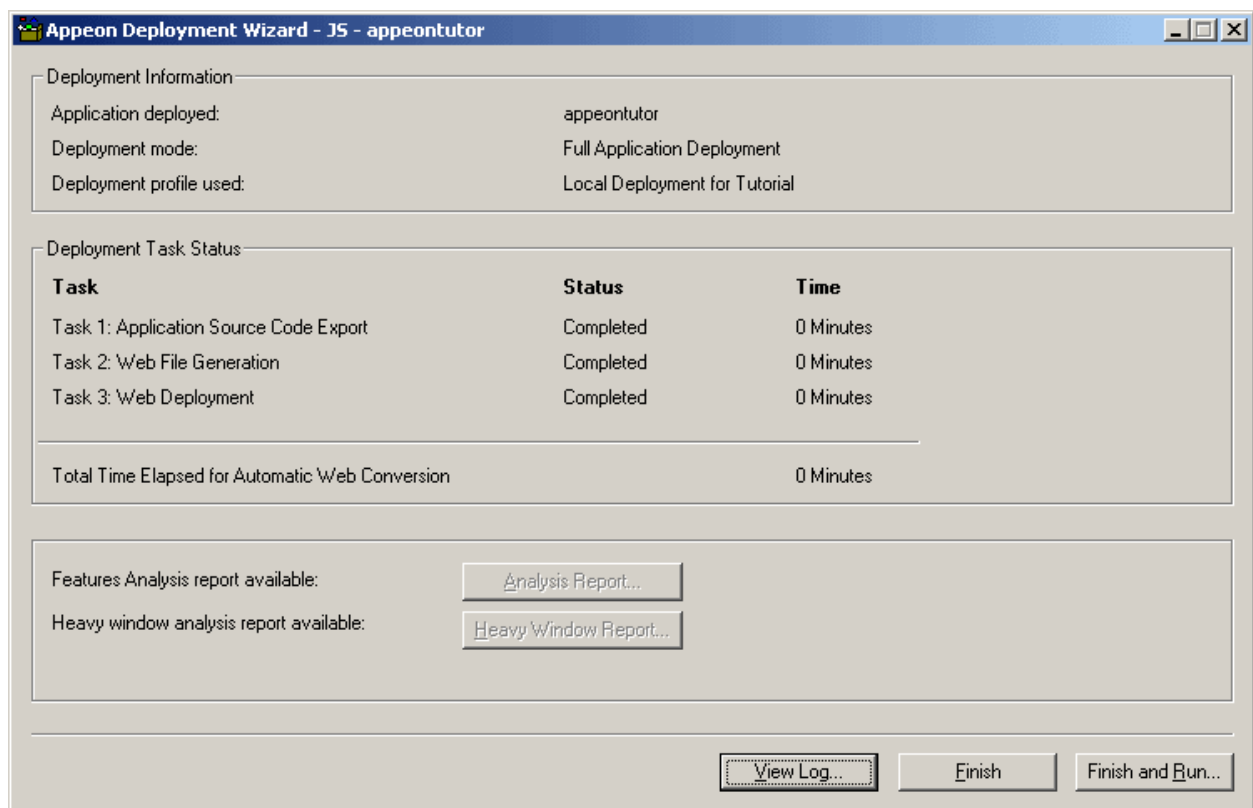 Appeon Deployment Wizard - JS - appeontutor
Deployment Information
Application deployed: appeontutor
Deployment mode: Full Application Deployment
Deployment profile used: Local Deployment for Tutorial
Deployment Task Status
Task Status Time
Task 1: Application Source Code Export Completed 0 Minutes
Task 2: Web File Generation Completed 0 Minutes
Task 3: Web Deployment Completed 0 Minutes
Total Time Elapsed for Automatic Web Conversion 0 Minutes
Features Analysis report available: Analysis Report...
Heavy window analysis report available: Heavy Window Report...
View Log... Finish Finish and Run...